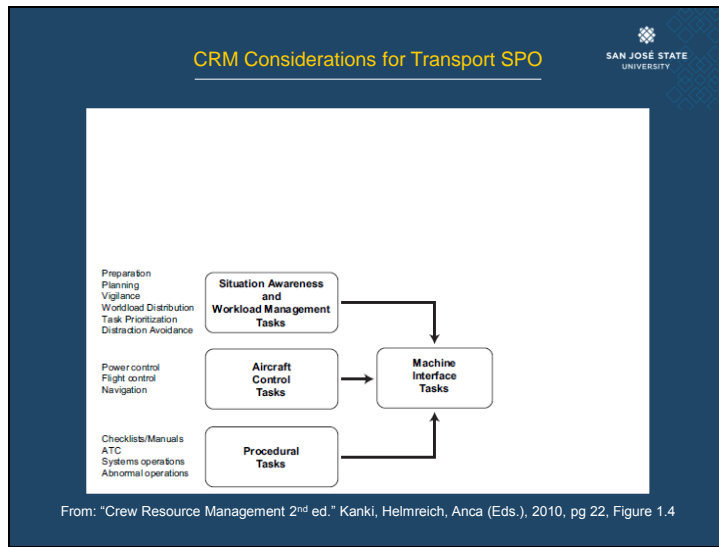 CRM Considerations for Transport SPO
SAN JOSÉ STATE
UNIVERSITY
Preparation
Planning
Vigilance
Worldload Distribution
Task Prioritization
Distraction Avoidance
Situation Awareness
and
Workload Management
Tasks
Power control
Flight control
Navigation
Aircraft
Control
Tasks
Machine
Interface
Tasks
Checklists/Manuals
ATC
Systems operations
Abnormal operations
Procedural
Tasks
From: “Crew Resource Management 2nd ed.” Kanki, Helmreich, Anca (Eds.), 2010, pg 22, Figure 1.4